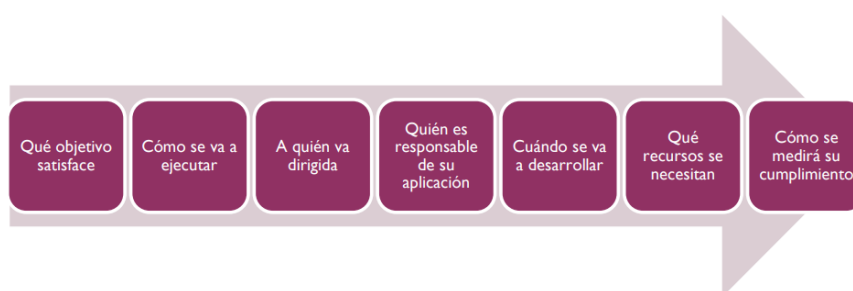 Qué objetivo
satisface
Cómo se va a
ejecutar
A quién va
dirigida
Quién es
responsable
de su
aplicación
Cuándo se va
a desarrollar
Qué
recursos se
necesitan
Cómo se
medirá su
cumplimiento